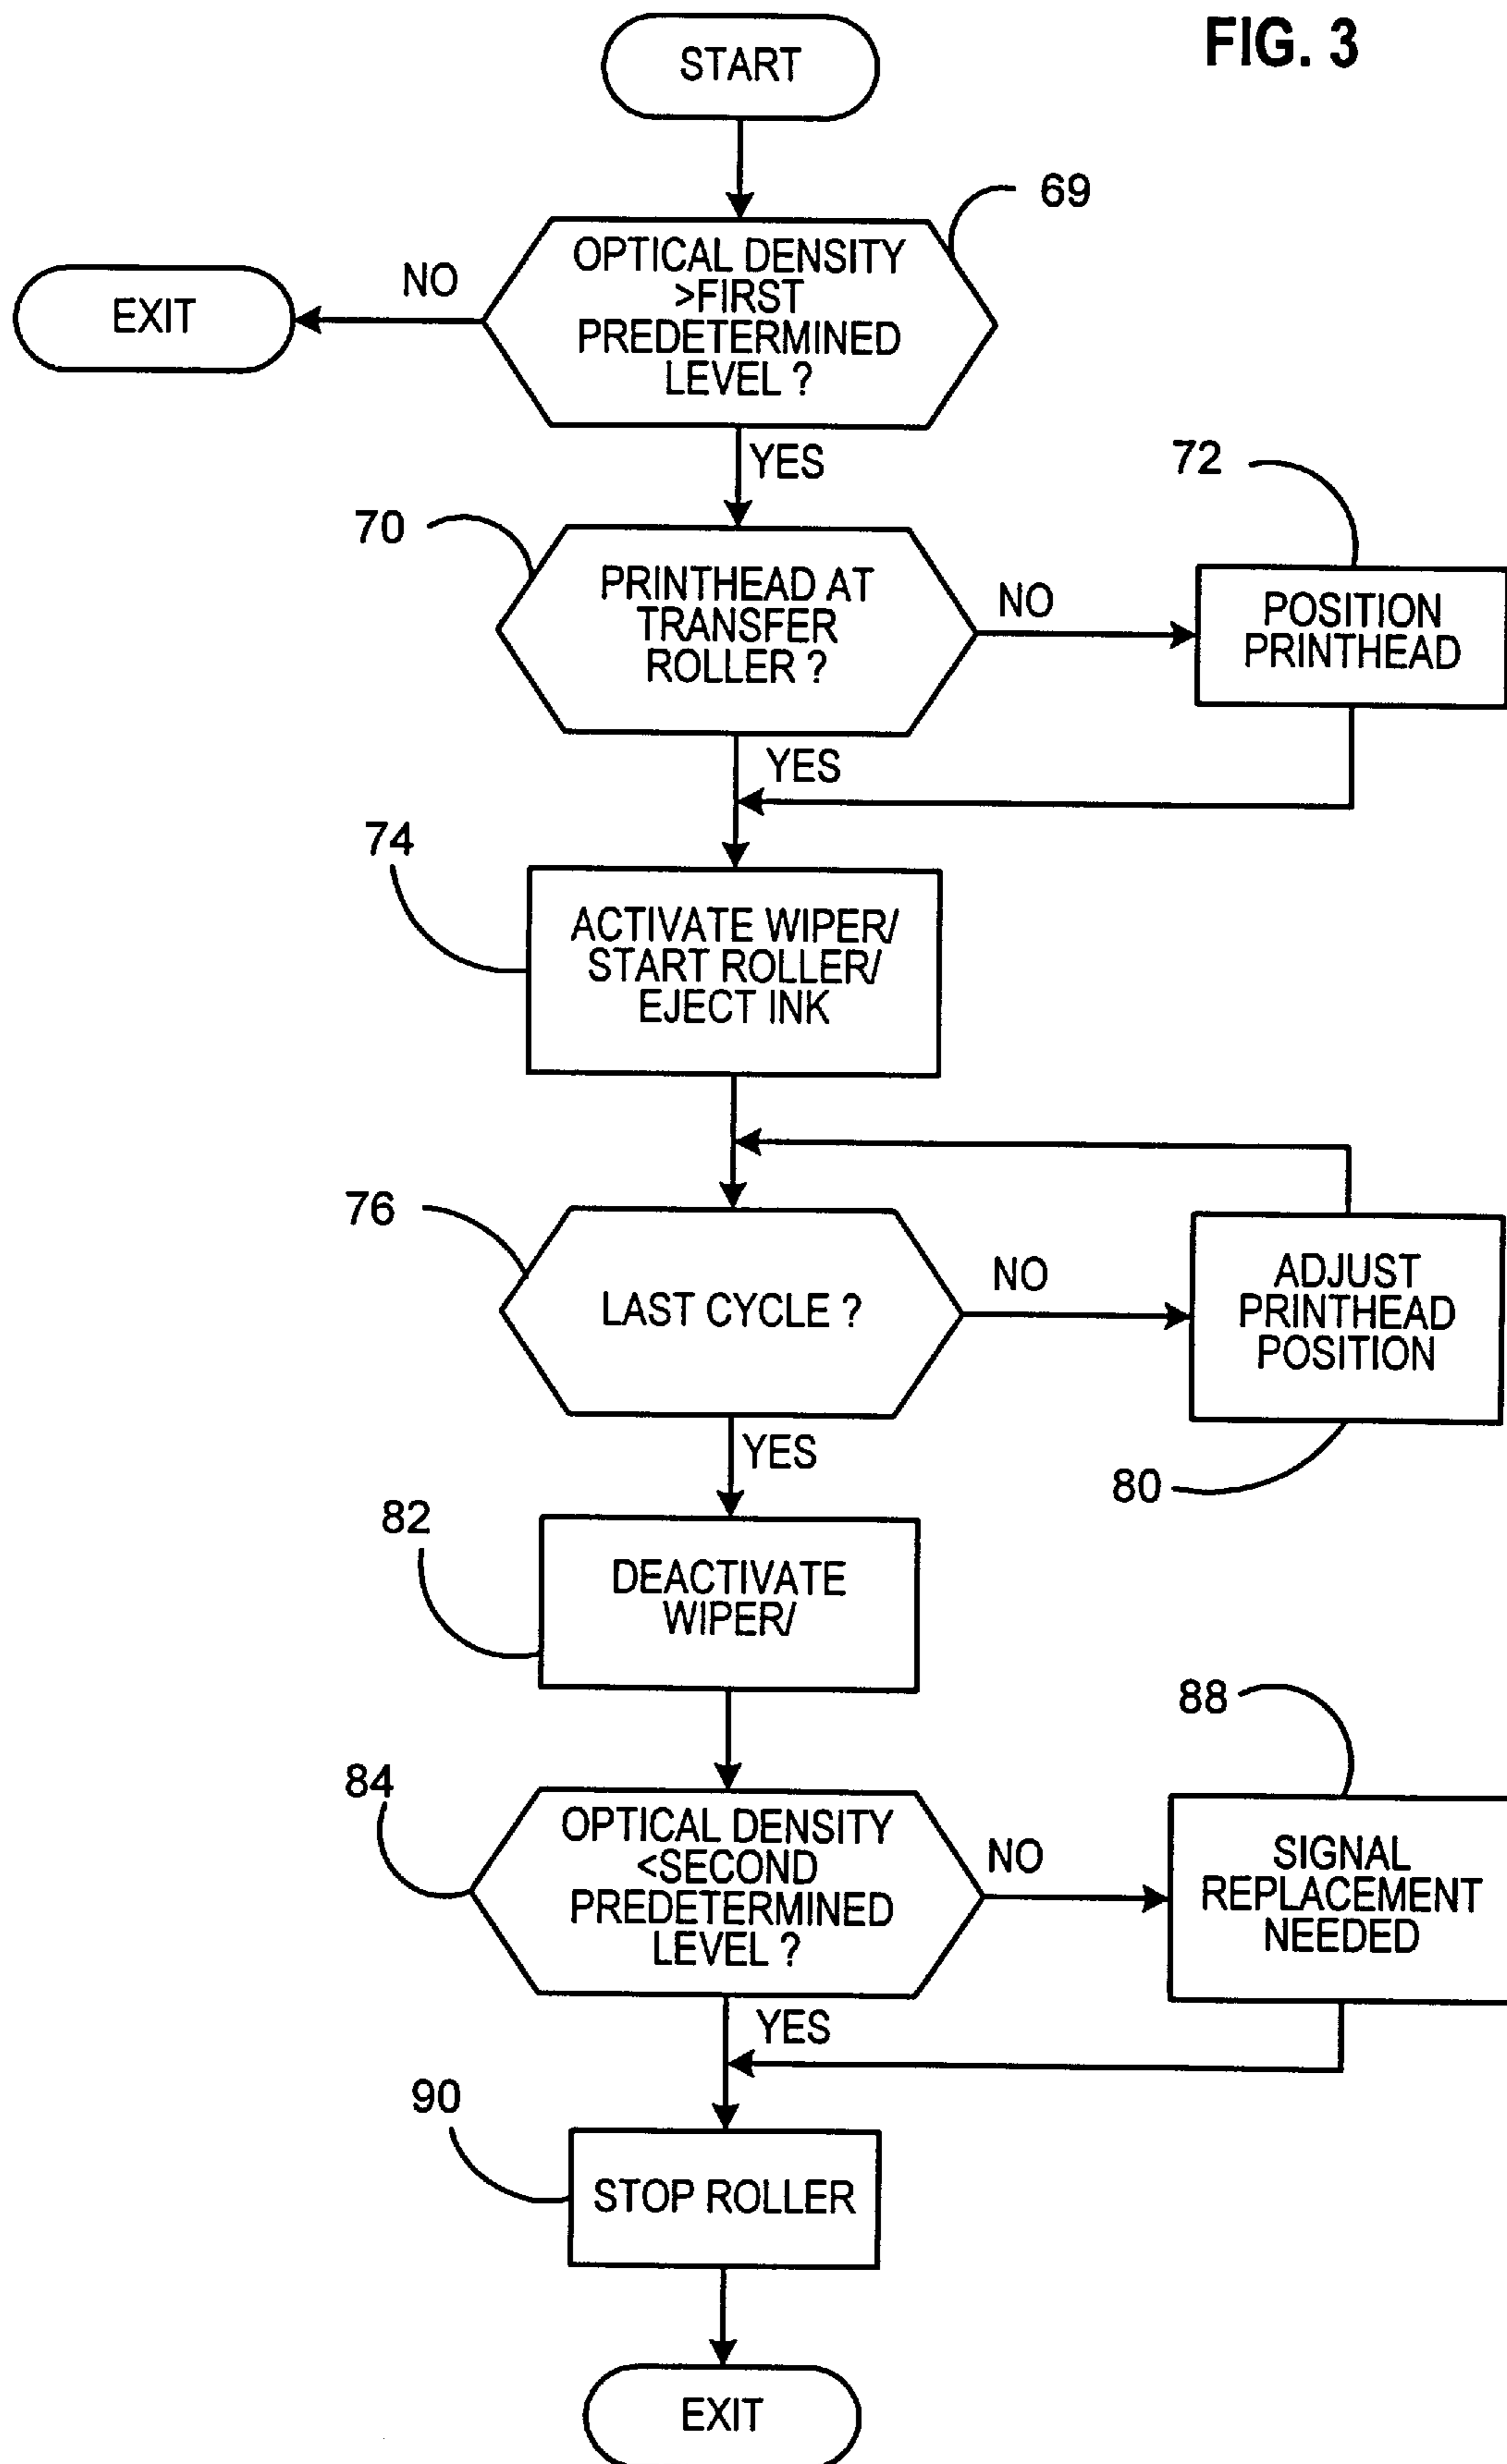 FIG. 3
START
69
OPTICAL DENSITY
>FIRST
PREDETERMINED
LEVEL ?
NO
EXIT
YES
72
70
PRINTHEAD AT
TRANSFER
ROLLER ?
NO
POSITION
PRINTHEAD
YES
74
ACTIVATE WIPER/
START ROLLER/
EJECT INK
76
LAST CYCLE ?
NO
ADJUST
PRINTHEAD
POSITION
80
YES
82
DEACTIVATE
WIPER/
88
84
OPTICAL DENSITY
<SECOND
PREDETERMINED
LEVEL ?
NO
SIGNAL
REPLACEMENT
NEEDED
YES
90
STOP ROLLER
EXIT